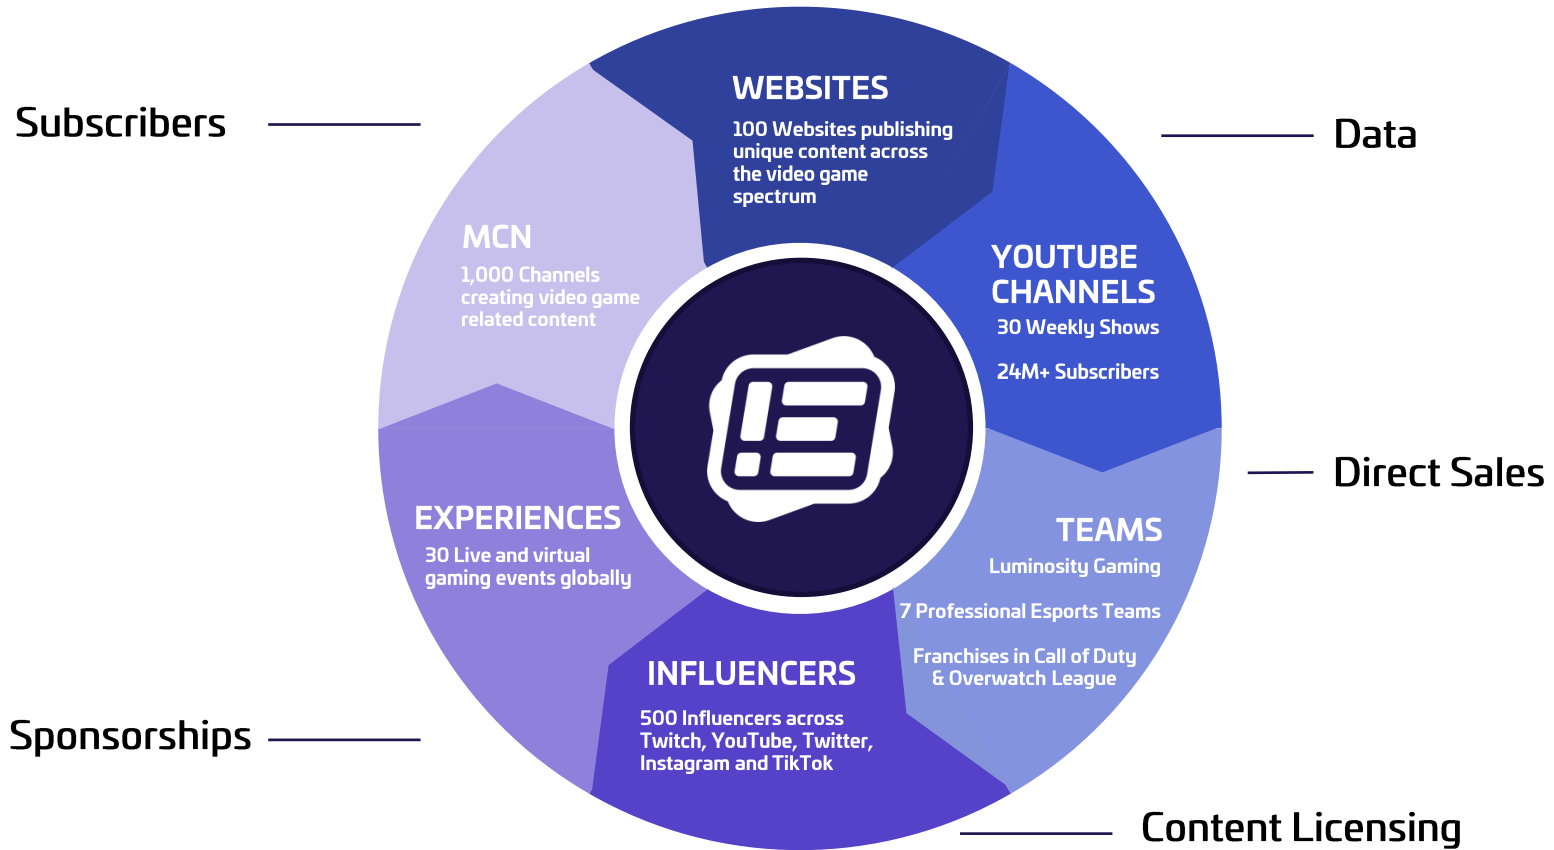 Subscribers
Data
Direct Sales
Content Licensing
Sponsorships
WEBSITES
100 Websites publishing
unique content across
the video game
spectrum
YOUTUBE
CHANNELS
30 Weekly Shows
24M+ Subscribers
TEAMS
Luminosity Gaming
7 Professional Esports Teams
Franchises in Call of Duty
& Overwatch League
INFLUENCERS
500 Influencers across
Twitch, YouTube, Twitter,
Instagram and TikTok
EXPERIENCES
30 Live and virtual
gaming events globally
MCN
1,000 Channels
creating video game
related content